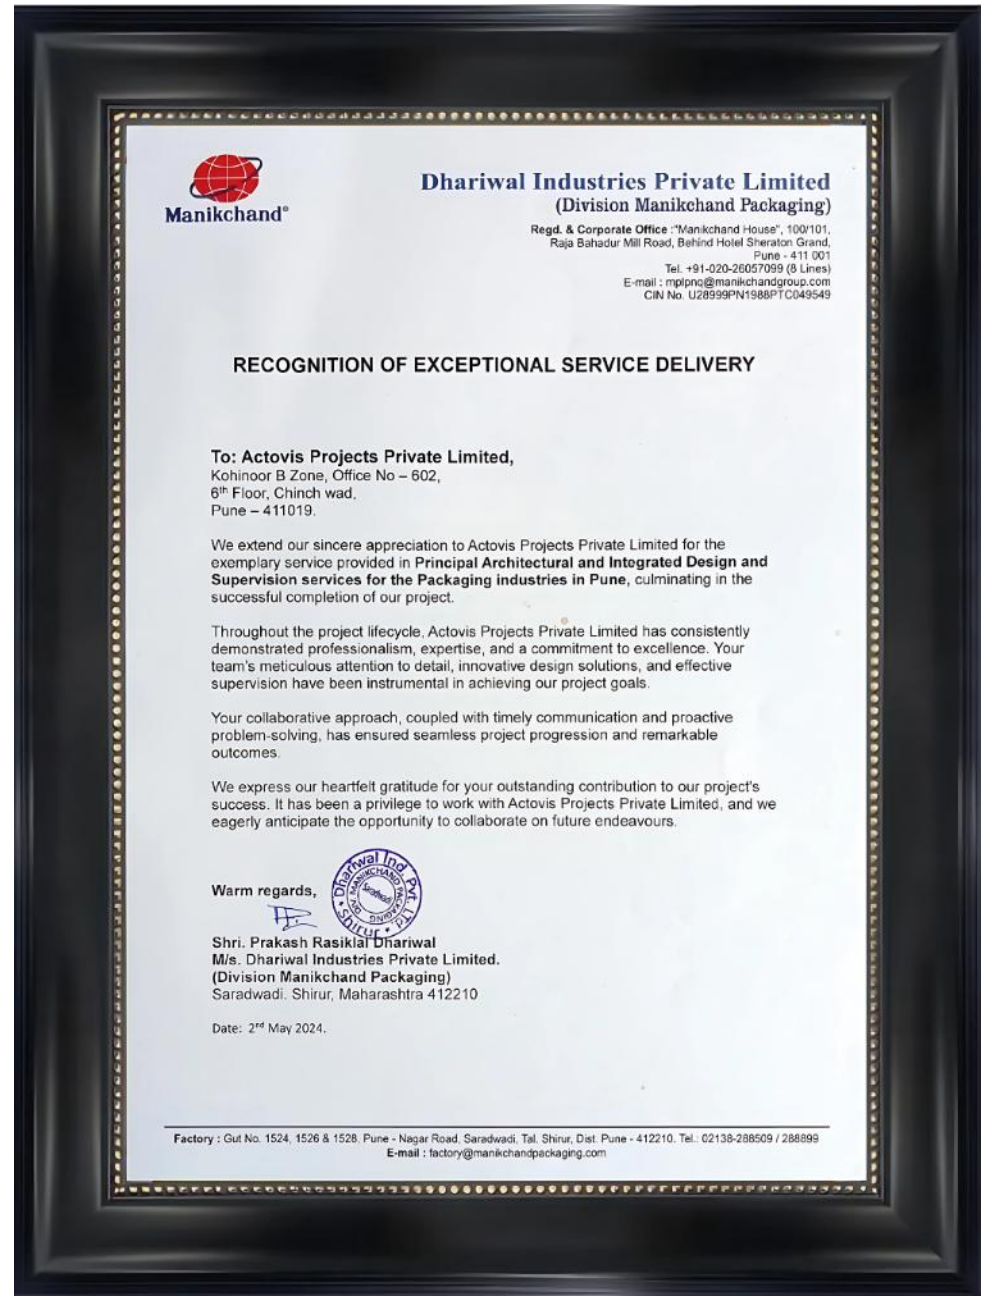 Manikchand®
Dhariwal Industries Private Limited
(Division Manikchand Packaging)
Regd. & Corporate Office :"Manikchand House", 100/101,
Raja Bahadur Mill Road, Behind Hotel Sheraton Grand,
Pune - 411 001
Tel. +91-020-26057099 (8 Lines)
E-mail : mplpnq@manikchandgroup.com
CIN No. U28999PN1988PTC049549
RECOGNITION OF EXCEPTIONAL SERVICE DELIVERY
To: Actovis Projects Private Limited,
Kohinoor B Zone, Office No – 602,
6th Floor, Chinch wad,
Pune – 411019.
We extend our sincere appreciation to Actovis Projects Private Limited for the
exemplary service provided in Principal Architectural and Integrated Design and
Supervision services for the Packaging industries in Pune, culminating in the
successful completion of our project.
Throughout the project lifecycle, Actovis Projects Private Limited has consistently
demonstrated professionalism, expertise, and a commitment to excellence. Your
team's meticulous attention to detail, innovative design solutions, and effective
supervision have been instrumental in achieving our project goals.
Your collaborative approach, coupled with timely communication and proactive
problem-solving, has ensured seamless project progression and remarkable
outcomes.
We express our heartfelt gratitude for your outstanding contribution to our project's
success. It has been a privilege to work with Actovis Projects Private Limited, and we
eagerly anticipate the opportunity to collaborate on future endeavours.
Warm regards,
Dhariwal Ind. Pvt. Ltd. • Shirur •
DIV. MANIKCHAND PACKAGING
Saradwadi
Shri. Prakash Rasiklal Dhariwal
M/s. Dhariwal Industries Private Limited.
(Division Manikchand Packaging)
Saradwadi. Shirur, Maharashtra 412210
Date: 2rd May 2024.
Factory : Gut No. 1524, 1526 & 1528, Pune - Nagar Road, Saradwadi, Tal. Shirur, Dist. Pune - 412210. Tel.: 02138-288509 / 288899
E-mail : factory@manikchandpackaging.com